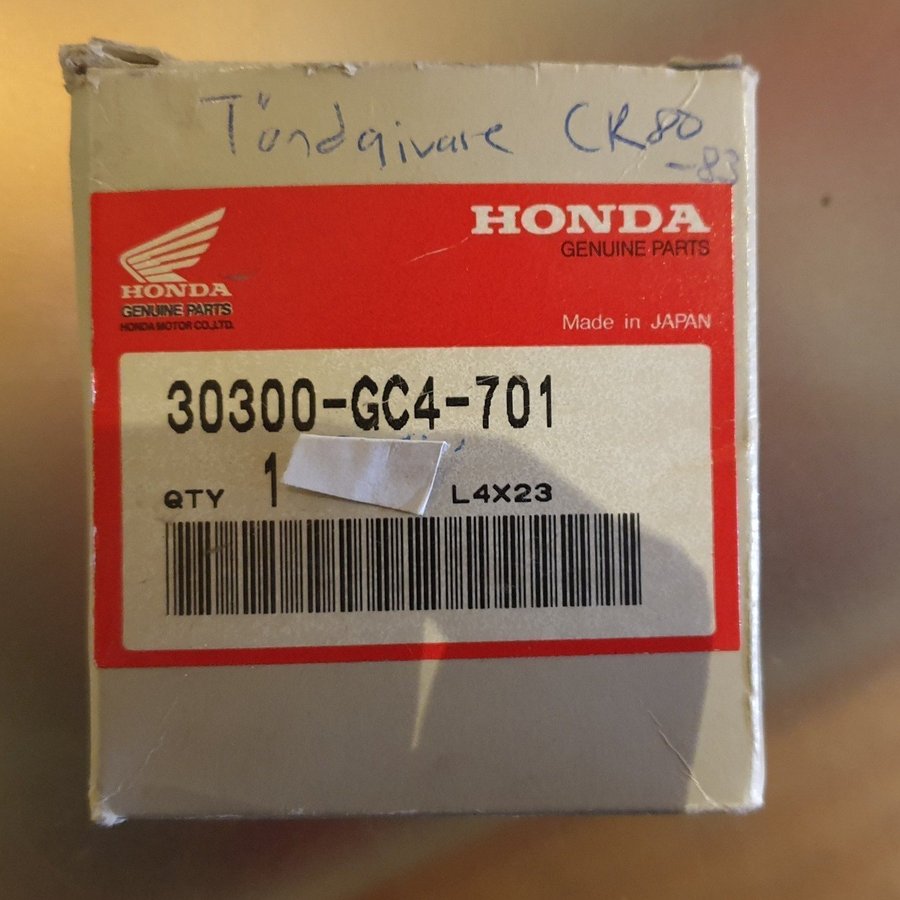 Tändgivare CR80
-83
HONDA
GENUINE PARTS
HONDA
GENUINE PARTS
HONDA MOTOR CO.,LTD.
Made in JAPAN
30300-GC4-701
QTY 1
L4X23